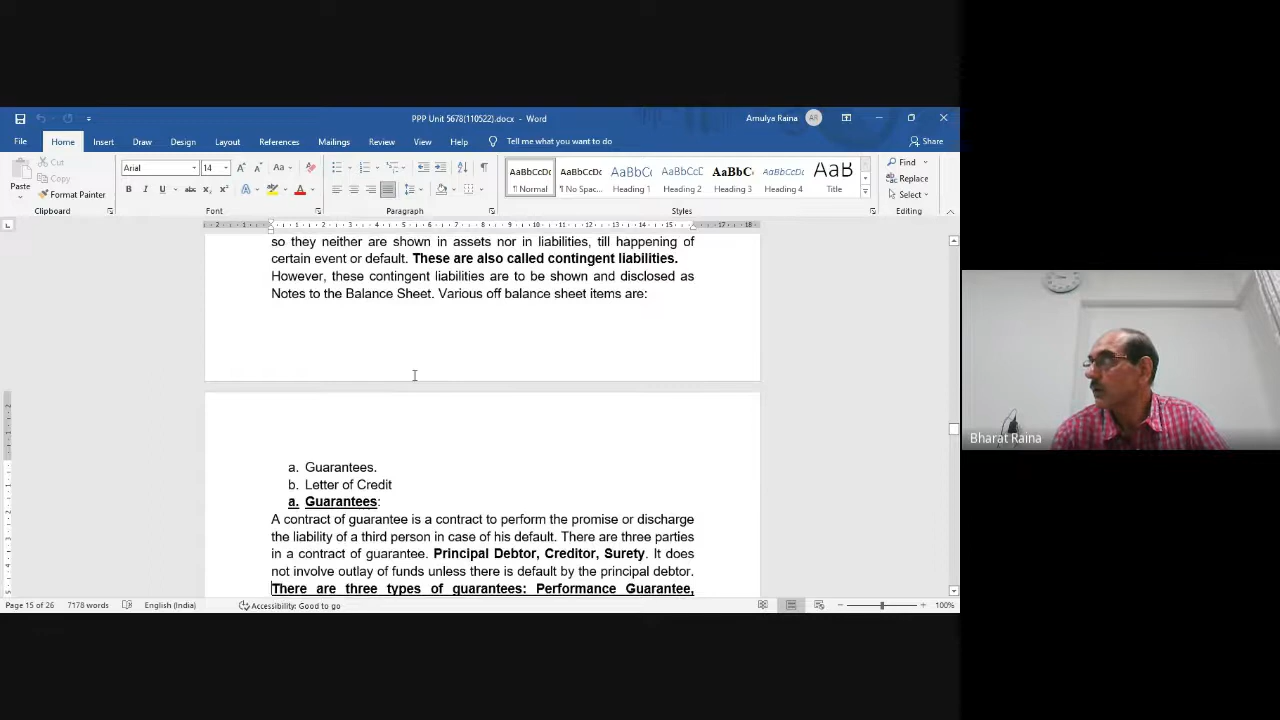 PPP Unit 5678(110522).docx - Word
Amulya Raina AR
File Home Insert Draw Design Layout References Mailings Review View Help Tell me what you want to do Share
Paste Cut Copy Format Painter
Clipboard
Arial 14
Font
Paragraph
AaBbCcDc AaBbCcDc AaBbC( AaBbCcD AaBbC. AaBbCcD AaB
¶ Normal ¶ No Spac... Heading 1 Heading 2 Heading 3 Heading 4 Title
Styles
Find
Replace
Select
Editing
so they neither are shown in assets nor in liabilities, till happening of
certain event or default. These are also called contingent liabilities.
However, these contingent liabilities are to be shown and disclosed as
Notes to the Balance Sheet. Various off balance sheet items are:
a. Guarantees.
b. Letter of Credit
a. Guarantees:
A contract of guarantee is a contract to perform the promise or discharge
the liability of a third person in case of his default. There are three parties
in a contract of guarantee. Principal Debtor, Creditor, Surety. It does
not involve outlay of funds unless there is default by the principal debtor.
There are three types of guarantees: Performance Guarantee,
Page 15 of 26 7178 words English (India) Accessibility: Good to go 100%
Bharat Raina